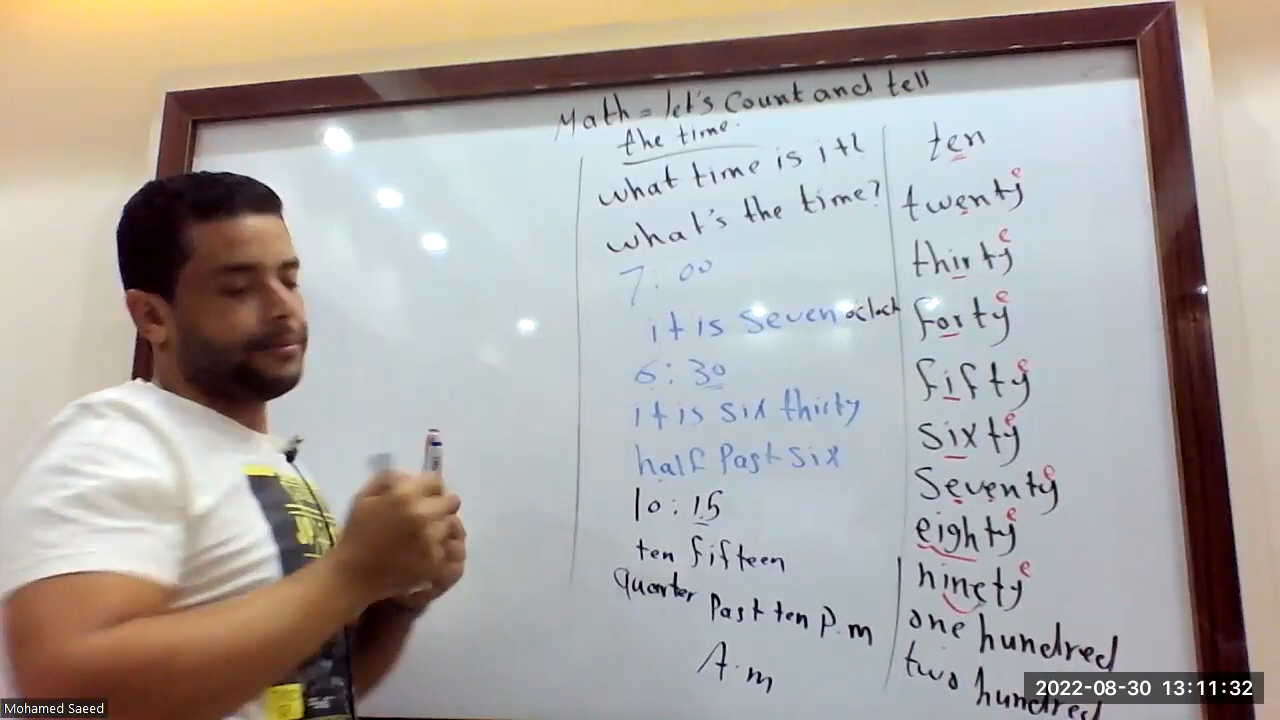 Math = let's count and tell
the time.
what time is it?
what's the time?
7:00
it is seven o'clock
6:30
it is six thirty
half Past six
10:15
ten fifteen
quarter Past ten P.m
A.m
ten
twenty e
thirty e
forty e
fifty e
sixty e
Seventy e
eighty e
ninety e
one hundred
two hundred
Mohamed Saeed
2022-08-30 13:11:32